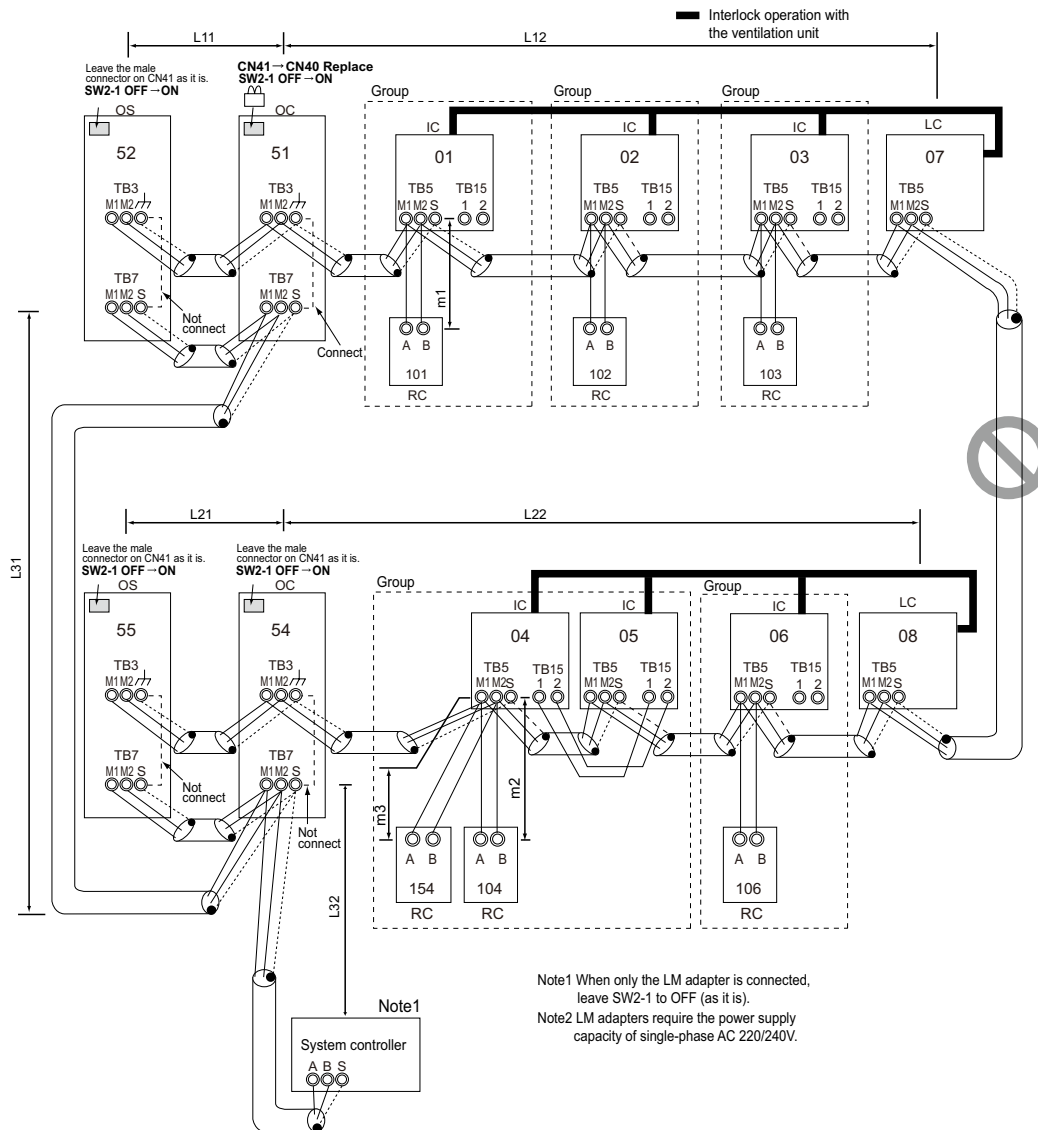 Interlock operation with
the ventilation unit
L11
L12
Leave the male
connector on CN41 as it is.
SW2-1 OFF→ON
OS
CN41→CN40 Replace
SW2-1 OFF→ON
OC
Group
Group
Group
IC
IC
IC
LC
52
51
01
02
03
07
TB3
M1 M2
TB3
M1 M2
TB5
M1 M2 S
TB15
1 2
TB5
M1 M2 S
TB15
1 2
TB5
M1 M2 S
TB15
1 2
TB5
M1 M2 S
TB7
M1 M2 S
TB7
M1 M2 S
Not
connect
Connect
m1
A B
101
RC
A B
102
RC
A B
103
RC
L31
L21
L22
Leave the male
connector on CN41 as it is.
SW2-1 OFF→ON
OS
Leave the male
connector on CN41 as it is.
SW2-1 OFF→ON
OC
Group
Group
IC
IC
IC
LC
55
54
04
05
06
08
TB3
M1 M2
TB3
M1 M2
TB5
M1 M2 S
TB15
1 2
TB5
M1 M2 S
TB15
1 2
TB5
M1 M2 S
TB15
1 2
TB5
M1 M2 S
TB7
M1 M2 S
TB7
M1 M2 S
Not
connect
Not
connect
m3
m2
L32
A B
154
RC
A B
104
RC
A B
106
RC
Note1 When only the LM adapter is connected,
leave SW2-1 to OFF (as it is).
Note2 LM adapters require the power supply
capacity of single-phase AC 220/240V.
Note1
System controller
A B S